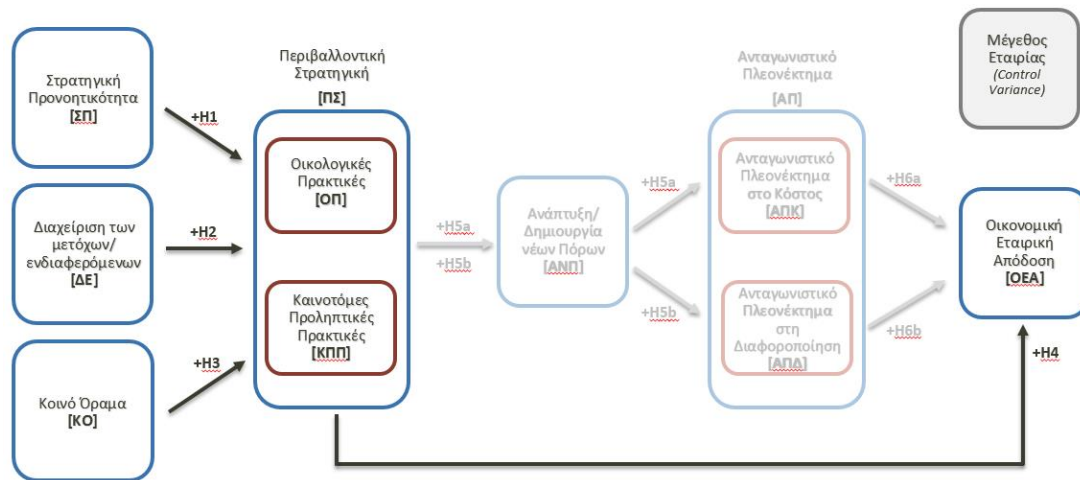 Στρατηγική
Προνοητικότητα
[ΣΠ]
+H1
Διαχείριση των
μετόχων/
ενδιαφερόμενων
[ΔΕ]
+H2
Κοινό Όραμα
[ΚΟ]
+H3
Περιβαλλοντική
Στρατηγική
[ΠΣ]
Οικολογικές
Πρακτικές
[ΟΠ]
Καινοτόμες
Προληπτικές
Πρακτικές
[ΚΠΠ]
+H5a
+H5b
Ανάπτυξη/
Δημιουργία
νέων Πόρων
[ΑΝΠ]
+H5a
+H5b
Ανταγωνιστικό
Πλεονέκτημα
[ΑΠ]
Ανταγωνιστικό
Πλεονέκτημα
στο Κόστος
[ΑΠΚ]
Ανταγωνιστικό
Πλεονέκτημα
στη
Διαφοροποίηση
[ΑΠΔ]
+H6a
+H6b
Μέγεθος
Εταιρίας
(Control
Variance)
Οικονομική
Εταιρική
Απόδοση
[ΟΕΑ]
+H4